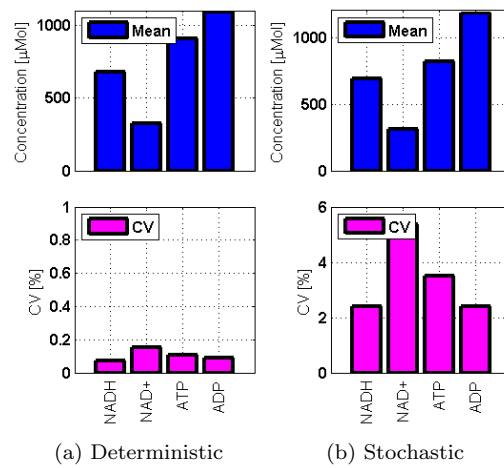 Concentration [µMol]
1000
500
0
Mean
Concentration [µMol]
1000
500
0
Mean
CV [%]
1
0.8
0.6
0.4
0.2
0
CV
NADH
NAD+
ATP
ADP
CV [%]
6
4
2
0
CV
NADH
NAD+
ATP
ADP
(a) Deterministic
(b) Stochastic